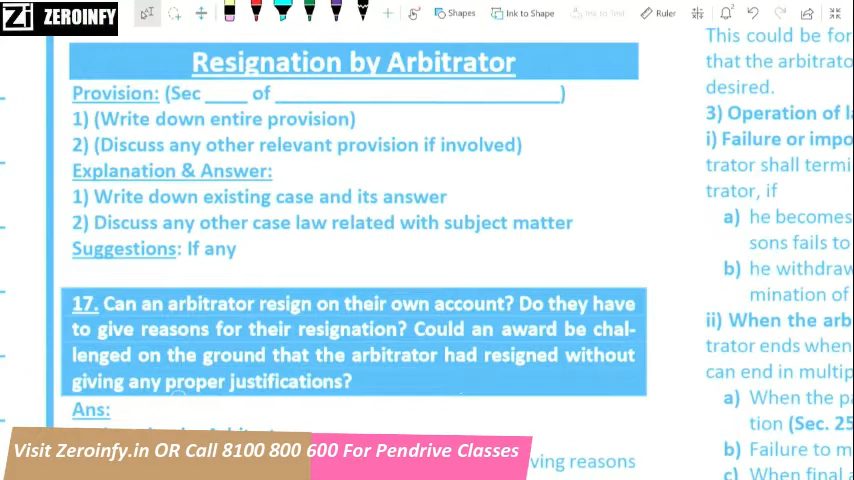 Zi ZEROINFY
Shapes Ink to Shape Ink to Text Ruler
Resignation by Arbitrator
Provision: (Sec ____ of ____________________________)
1) (Write down entire provision)
2) (Discuss any other relevant provision if involved)
Explanation & Answer:
1) Write down existing case and its answer
2) Discuss any other case law related with subject matter
Suggestions: If any
17. Can an arbitrator resign on their own account? Do they have
to give reasons for their resignation? Could an award be chal-
lenged on the ground that the arbitrator had resigned without
giving any proper justifications?
Ans:
ving reasons
This could be for
that the arbitrato
desired.
3) Operation of la
i) Failure or impo
trator shall termi
trator, if
a) he becomes
sons fails to
b) he withdraw
mination of
ii) When the arb
trator ends when
can end in multip
a) When the pa
tion (Sec. 25
b) Failure to m
c) When final a
Visit Zeroinfy.in OR Call 8100 800 600 For Pendrive Classes